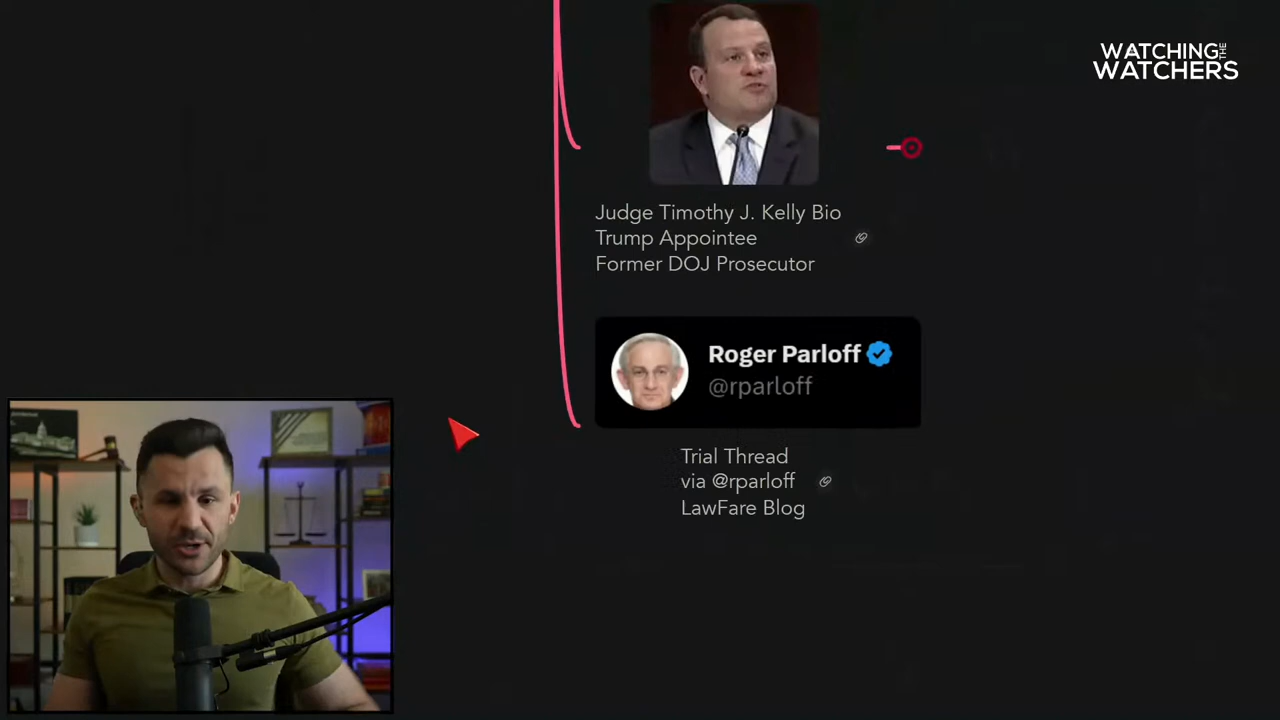 WATCHING THE
WATCHERS
Judge Timothy J. Kelly Bio
Trump Appointee
Former DOJ Prosecutor
Roger Parloff
@rparloff
Trial Thread
via @rparloff
LawFare Blog